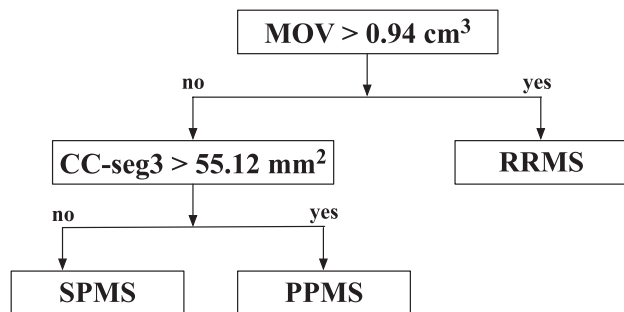 MOV > 0.94 cm³
no yes
CC-seg3 > 55.12 mm² RRMS
no yes
SPMS PPMS